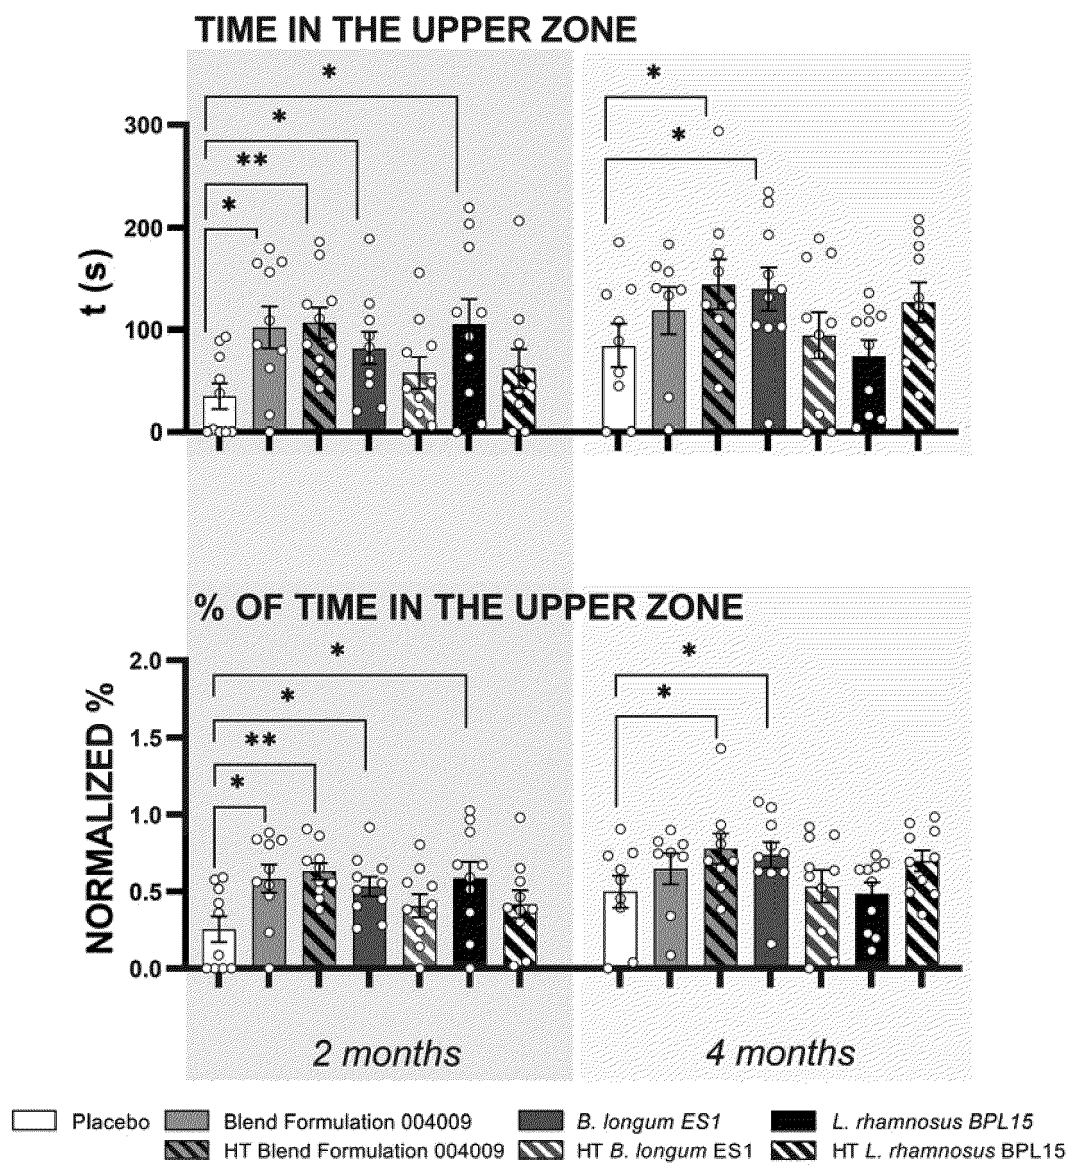 TIME IN THE UPPER ZONE
* *
* *
**
*
300
200
100
0
t (s)
% OF TIME IN THE UPPER ZONE
* *
* *
**
*
2.0
1.5
1.0
0.5
0.0
NORMALIZED %
2 months 4 months
Placebo Blend Formulation 004009 B. longum ES1 L. rhamnosus BPL15
HT Blend Formulation 004009 HT B. longum ES1 HT L. rhamnosus BPL15